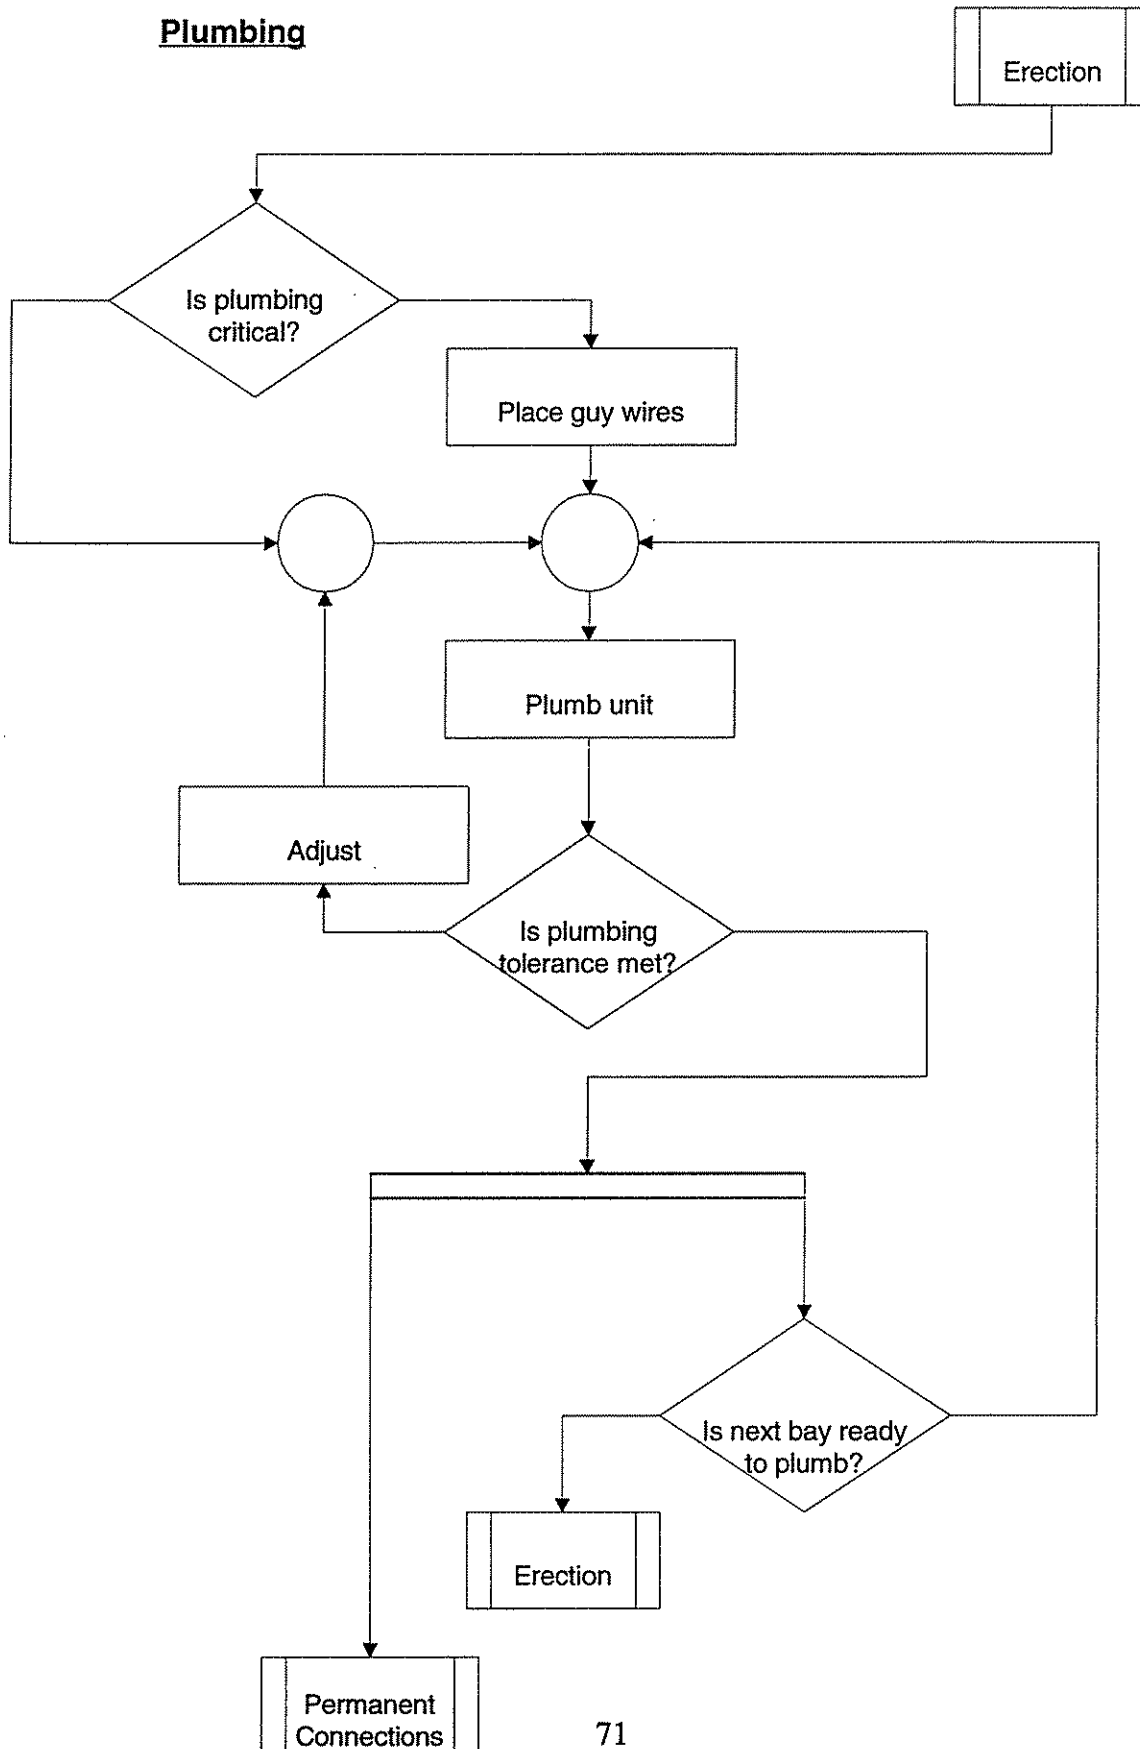 Plumbing
Erection
Is plumbing
critical?
Place guy wires
Plumb unit
Adjust
Is plumbing
tolerance met?
Is next bay ready
to plumb?
Erection
Permanent
Connections
71